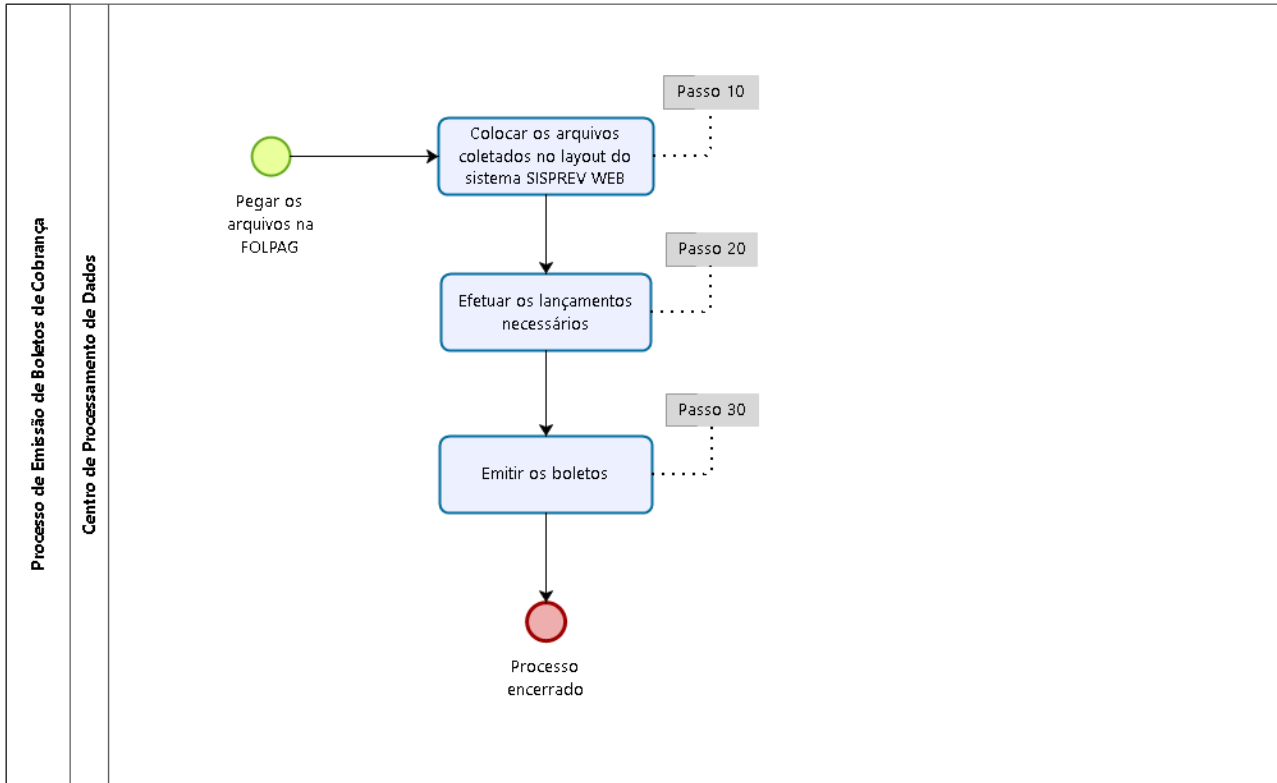 Processo de Emissão de Boletos de Cobrança
Centro de Processamento de Dados
Pegar os
arquivos na
FOLPAG
Colocar os arquivos
coletados no layout do
sistema SISPREV WEB
Passo 10
Efetuar os lançamentos
necessários
Passo 20
Emitir os boletos
Passo 30
Processo
encerrado